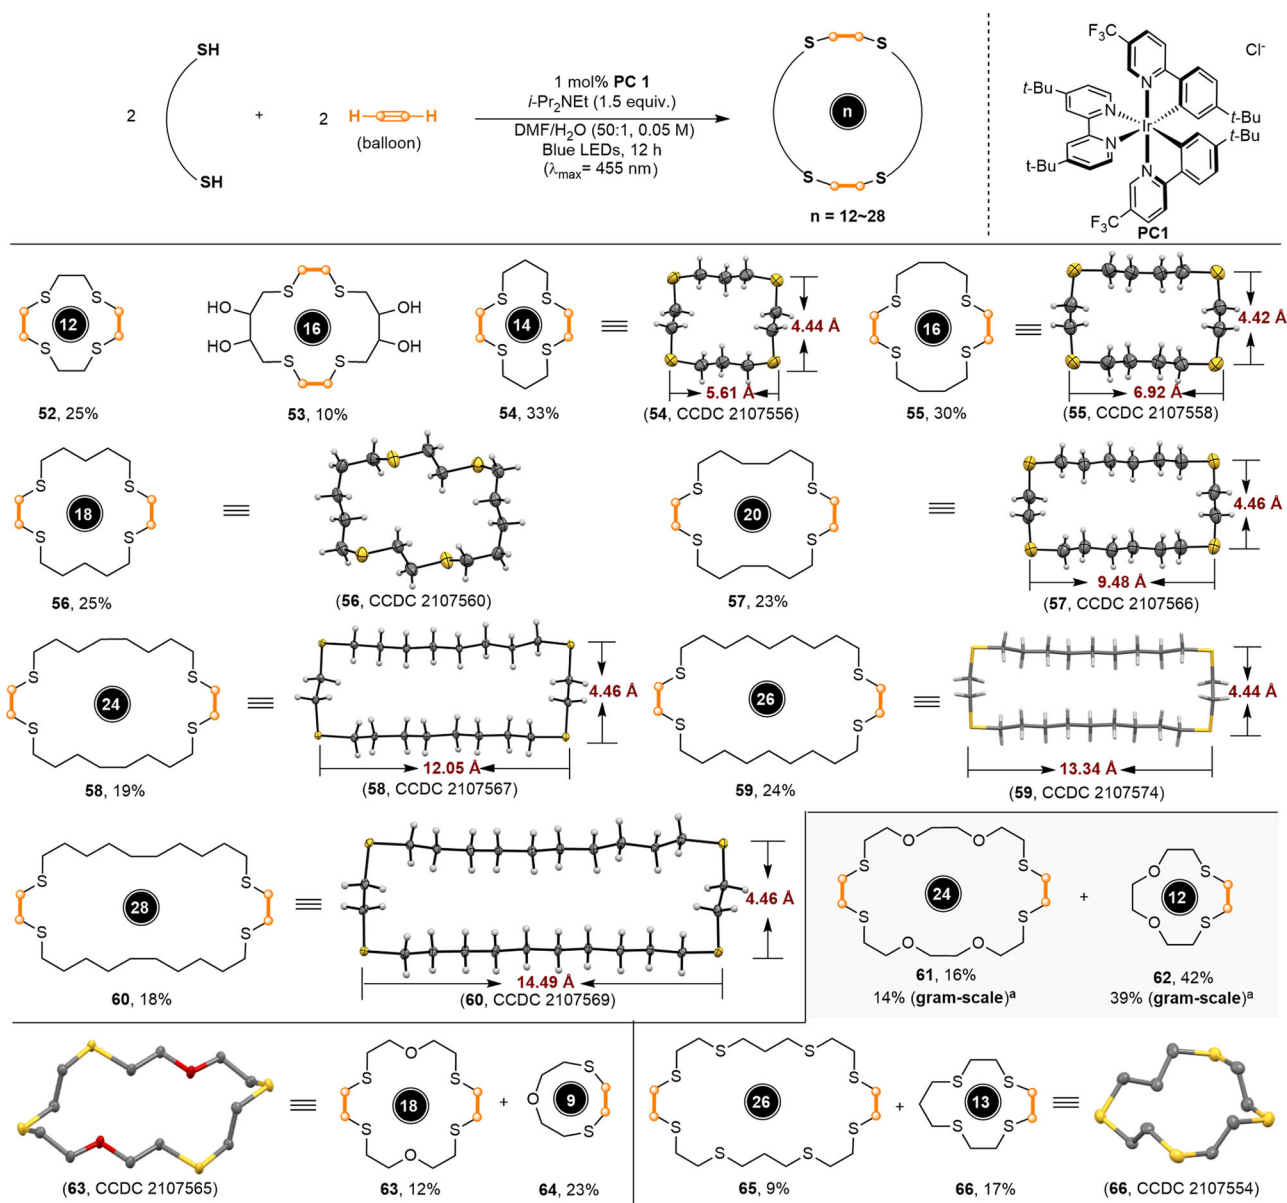 SH
2
SH
+
2
H
H
(balloon)
1 mol% PC 1
i-Pr2NEt (1.5 equiv.)
DMF/H2O (50:1, 0.05 M)
Blue LEDs, 12 h
(λmax= 455 nm)
S
S
n
S
S
n = 12~28
F3C
Cl-
t-Bu
N
N
Ir
N
N
t-Bu
t-Bu
t-Bu
F3C
PC1
S
S
12
S
S
52, 25%
HO
OH
S
S
16
S
S
HO
OH
53, 10%
S
S
14
S
S
54, 33%
4.44 Å
5.61 Å
(54, CCDC 2107556)
S
S
16
S
S
55, 30%
4.42 Å
6.92 Å
(55, CCDC 2107558)
S
S
18
S
S
56, 25%
(56, CCDC 2107560)
S
S
20
S
S
57, 23%
4.46 Å
9.48 Å
(57, CCDC 2107566)
S
S
24
S
S
58, 19%
4.46 Å
12.05 Å
(58, CCDC 2107567)
S
S
26
S
S
59, 24%
4.44 Å
13.34 Å
(59, CCDC 2107574)
S
S
28
S
S
60, 18%
4.46 Å
14.49 Å
(60, CCDC 2107569)
O
O
S
S
24
S
S
O
O
61, 16%
14% (gram-scale)a
+
O
S
12
O
S
62, 42%
39% (gram-scale)a
(63, CCDC 2107565)
O
S
S
18
S
S
O
63, 12%
+
S
O
9
S
64, 23%
S
S
S
S
26
S
S
S
S
65, 9%
+
S
S
13
S
S
66, 17%
(66, CCDC 2107554)